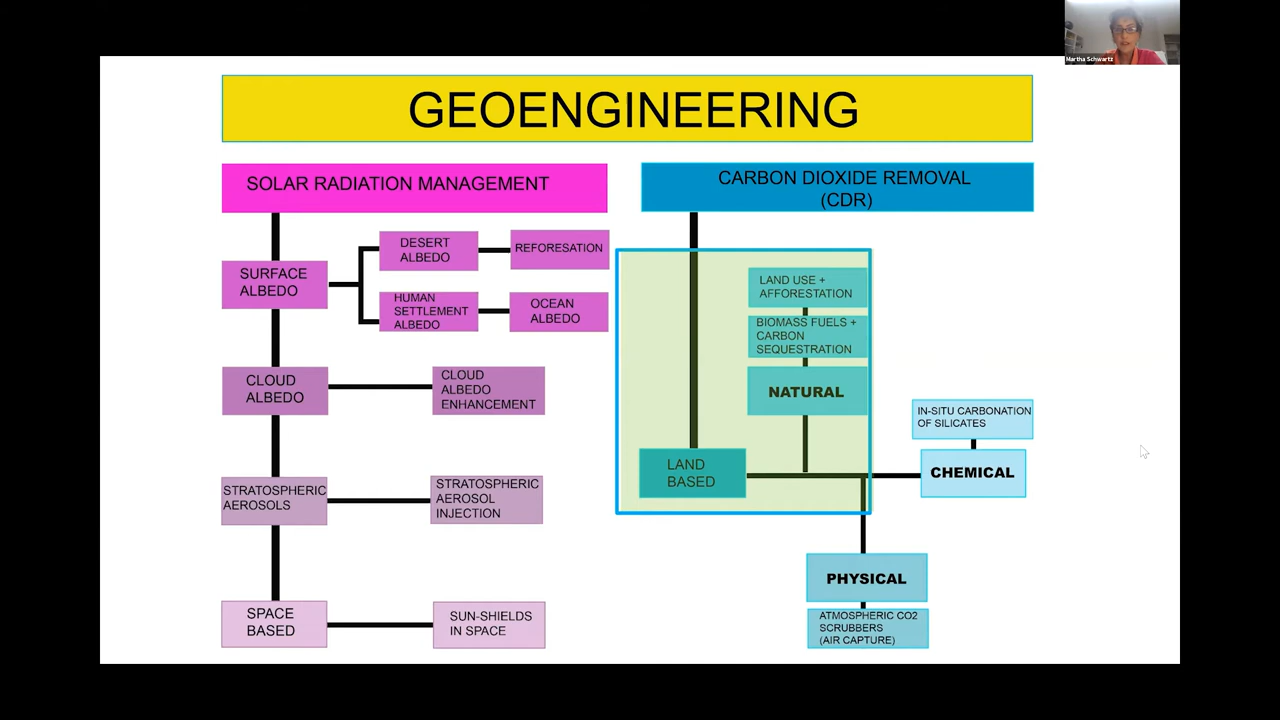 Martha Schwartz
GEOENGINEERING
SOLAR RADIATION MANAGEMENT
SURFACE
ALBEDO
DESERT
ALBEDO
REFORESATION
HUMAN
SETTLEMENT
ALBEDO
OCEAN
ALBEDO
CLOUD
ALBEDO
CLOUD
ALBEDO
ENHANCEMENT
STRATOSPHERIC
AEROSOLS
STRATOSPHERIC
AEROSOL
INJECTION
SPACE
BASED
SUN-SHIELDS
IN SPACE
CARBON DIOXIDE REMOVAL
(CDR)
LAND USE +
AFFORESTATION
BIOMASS FUELS +
CARBON
SEQUESTRATION
NATURAL
LAND
BASED
IN-SITU CARBONATION
OF SILICATES
CHEMICAL
PHYSICAL
ATMOSPHERIC CO2
SCRUBBERS
(AIR CAPTURE)